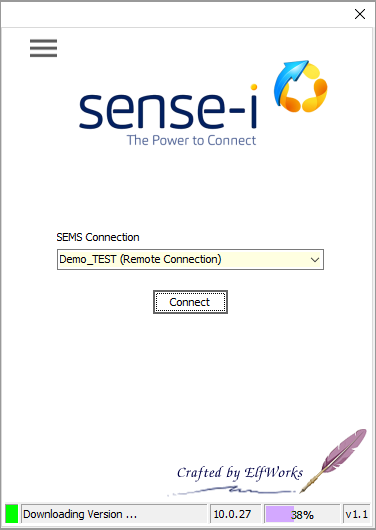 sense-i
The Power to Connect
SEMS Connection
Demo_TEST (Remote Connection)
Connect
Crafted by ElfWorks
Downloading Version ...
10.0.27
38%
v1.1